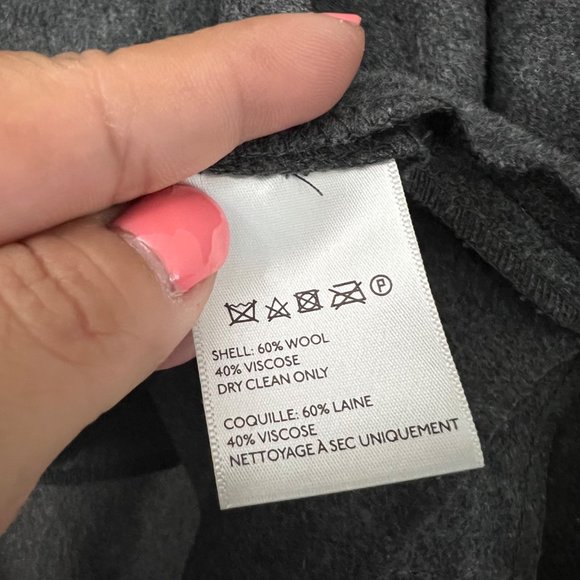 P
SHELL: 60% WOOL
40% VISCOSE
DRY CLEAN ONLY
COQUILLE: 60% LAINE
40% VISCOSE
NETTOYAGE À SEC UNIQUEMENT